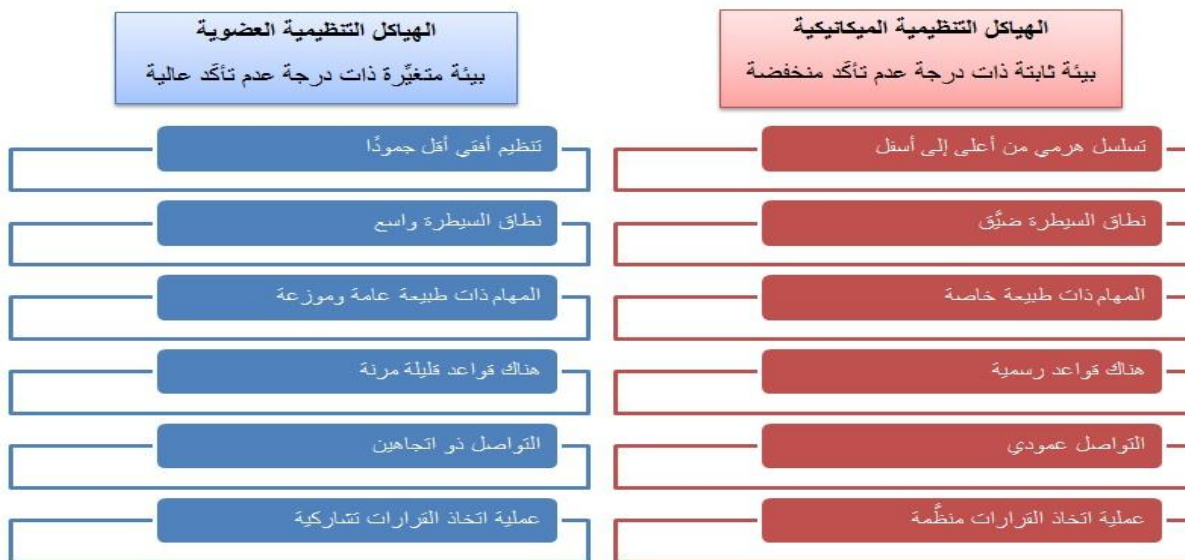 الهياكل التنظيمية الميكانيكية
بيئة ثابتة ذات درجة عدم تأكّد منخفضة
تسلسل هرمي من أعلى إلى أسفل
نطاق السيطرة ضيَّق
المهام ذات طبيعة خاصة
هناك قواعد رسمية
التواصل عمودي
عملية اتخاذ القرارات منظَّمة
الهياكل التنظيمية العضوية
بيئة متغيِّرة ذات درجة عدم تأكّد عالية
تنظيم أفقي أقل جمودًا
نطاق السيطرة واسع
المهام ذات طبيعة عامة وموزعة
هناك قواعد قليلة مرنة
التواصل ذو اتجاهين
عملية اتخاذ القرارات تشاركية